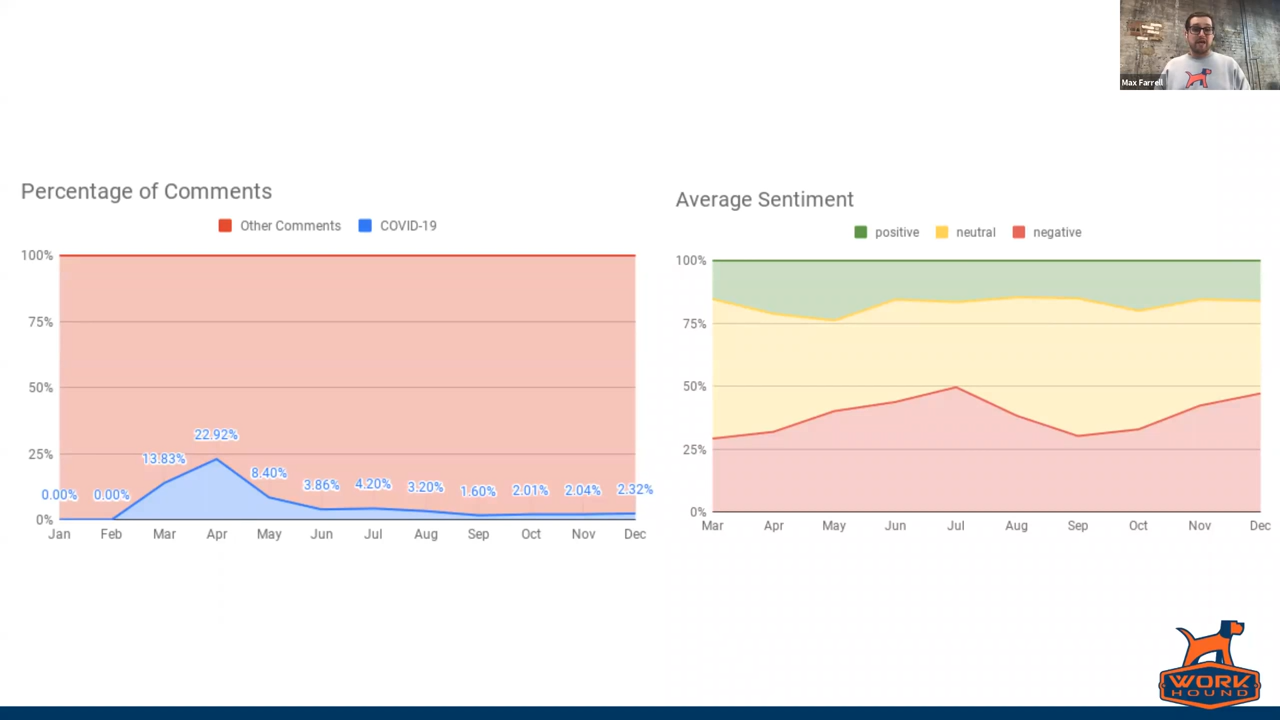 Max Farrell
Percentage of Comments
Other Comments COVID-19
100%
75%
50%
25%
0%
0.00% 0.00% 13.83% 22.92% 8.40% 3.86% 4.20% 3.20% 1.60% 2.01% 2.04% 2.32%
Jan Feb Mar Apr May Jun Jul Aug Sep Oct Nov Dec
Average Sentiment
positive neutral negative
100%
75%
50%
25%
0%
Mar Apr May Jun Jul Aug Sep Oct Nov Dec
WORK
HOUND